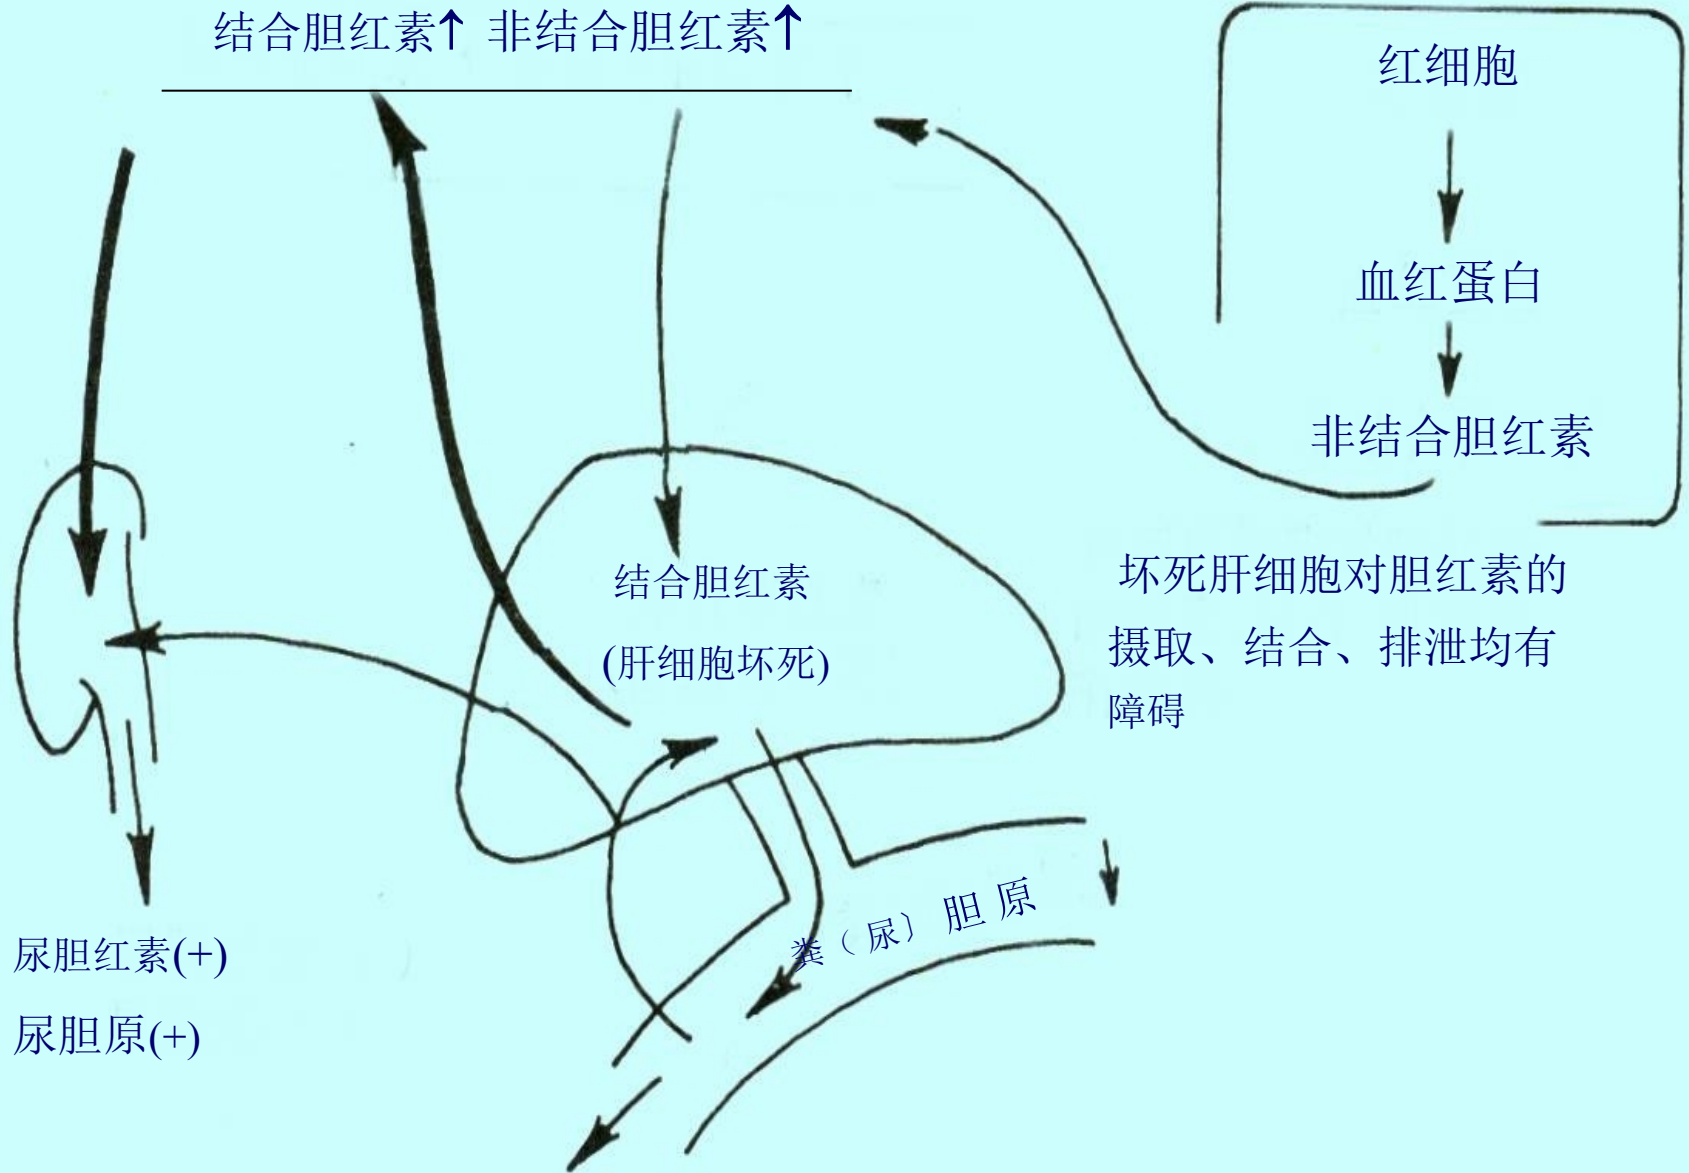 结合胆红素↑ 非结合胆红素↑
红细胞
血红蛋白
非结合胆红素
结合胆红素
(肝细胞坏死)
坏死肝细胞对胆红素的
摄取、结合、排泄均有
障碍
粪（尿）胆原
尿胆红素(+)
尿胆原(+)